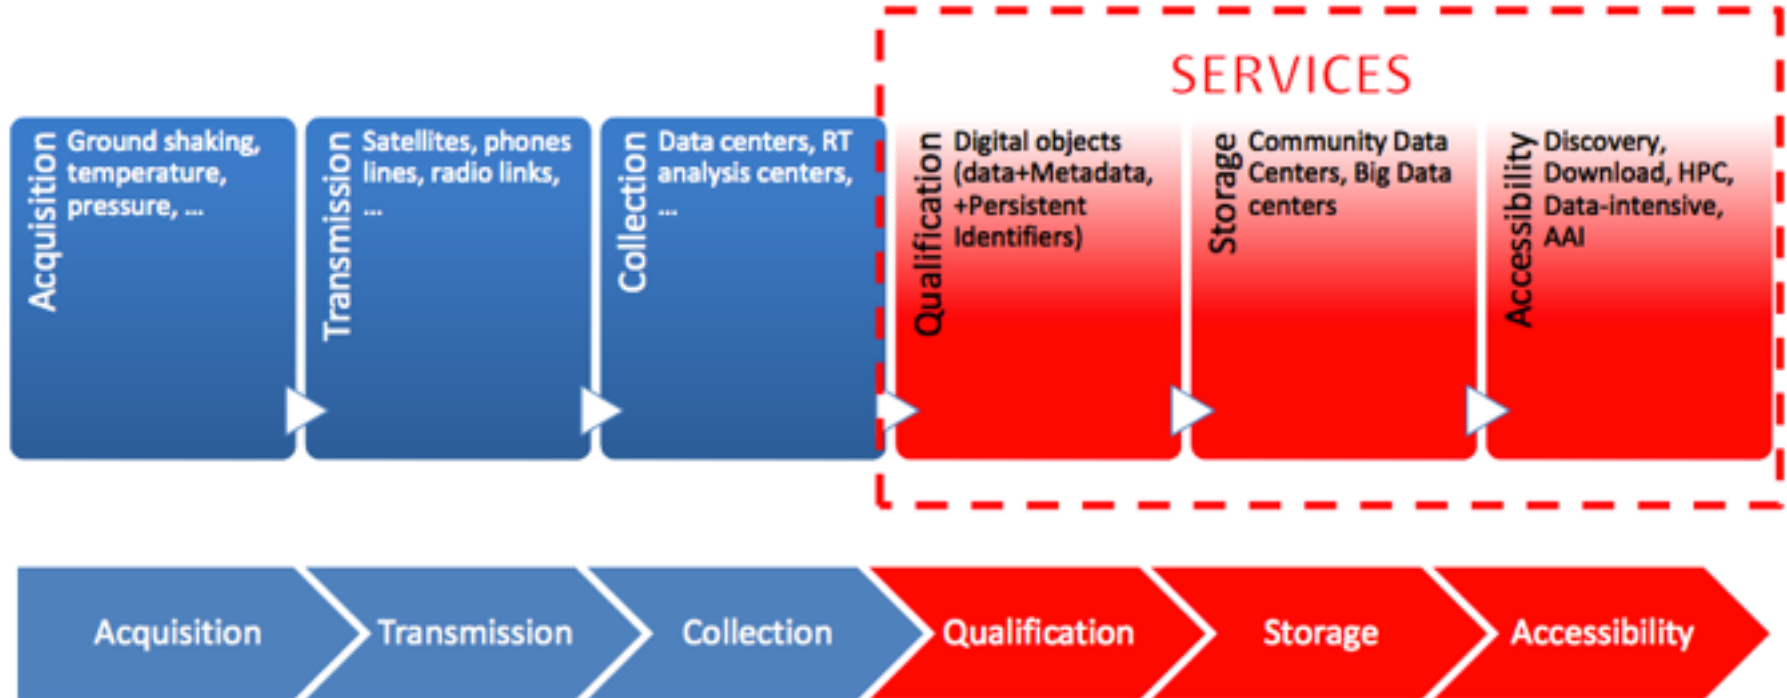 SERVICES
Acquisition
Ground shaking,
temperature,
pressure, ...
Transmission
Satellites, phones
lines, radio links,
...
Collection
Data centers, RT
analysis centers,
...
Qualification
Digital objects
(data+Metadata,
+Persistent
Identifiers)
Storage
Community Data
Centers, Big Data
centers
Accessibility
Discovery,
Download, HPC,
Data-intensive,
AAI
Acquisition
Transmission
Collection
Qualification
Storage
Accessibility